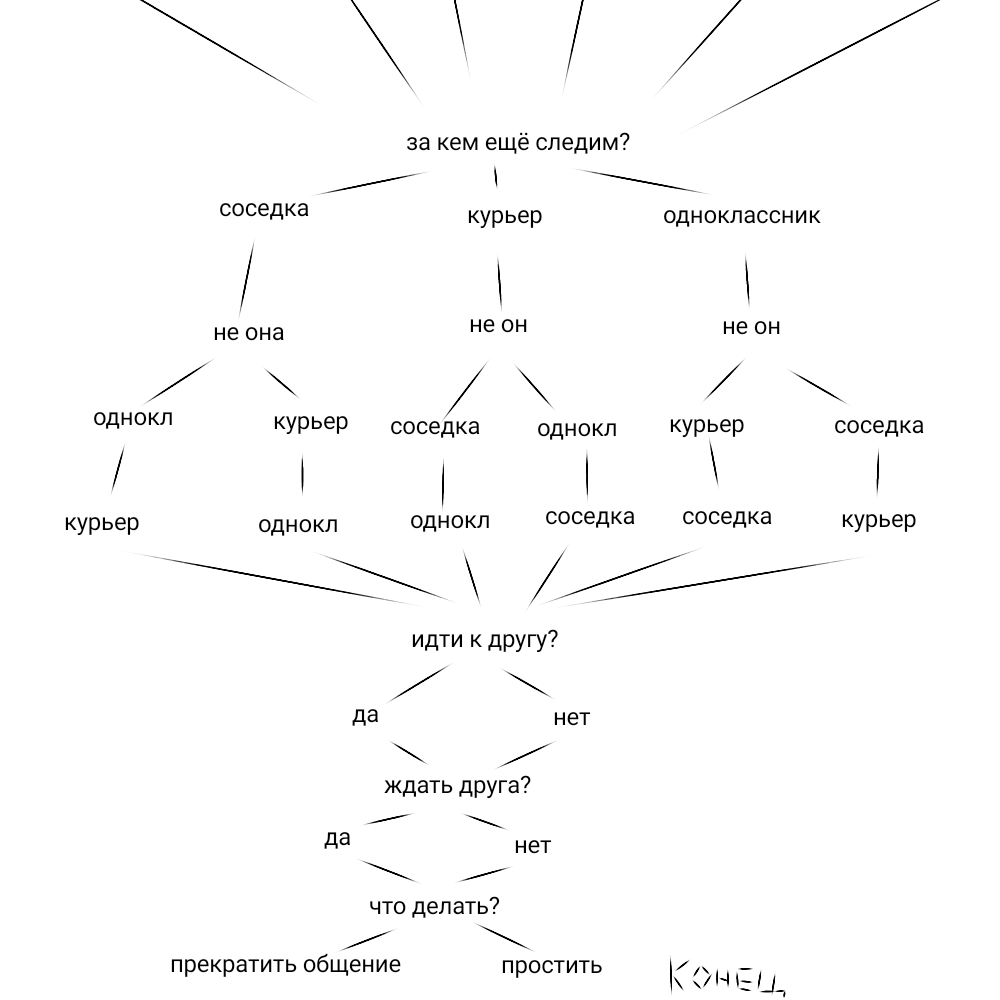 за кем ещё следим?
соседка курьер одноклассник
не она не он не он
однокл курьер соседка однокл курьер соседка
курьер однокл однокл соседка соседка курьер
идти к другу?
да нет
ждать друга?
да нет
что делать?
прекратить общение простить
Конец